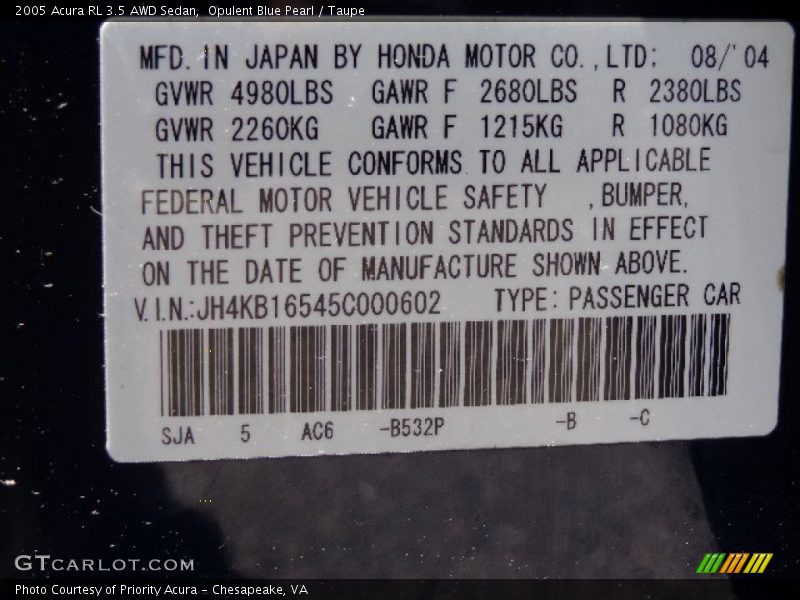 2005 Acura RL 3.5 AWD Sedan,  Opulent Blue Pearl / Taupe
MFD. IN JAPAN BY HONDA MOTOR CO.,LTD; 08/'04
GVWR 4980LBS GAWR F 2680LBS R 2380LBS
GVWR 2260KG GAWR F 1215KG R 1080KG
THIS VEHICLE CONFORMS TO ALL APPLICABLE
FEDERAL MOTOR VEHICLE SAFETY ,BUMPER,
AND THEFT PREVENTION STANDARDS IN EFFECT
ON THE DATE OF MANUFACTURE SHOWN ABOVE.
V.I.N.:JH4KB16545C000602 TYPE: PASSENGER CAR
SJA 5 AC6 -B532P -B -C
GTCARLOT.COM
Photo Courtesy of Priority Acura – Chesapeake, VA